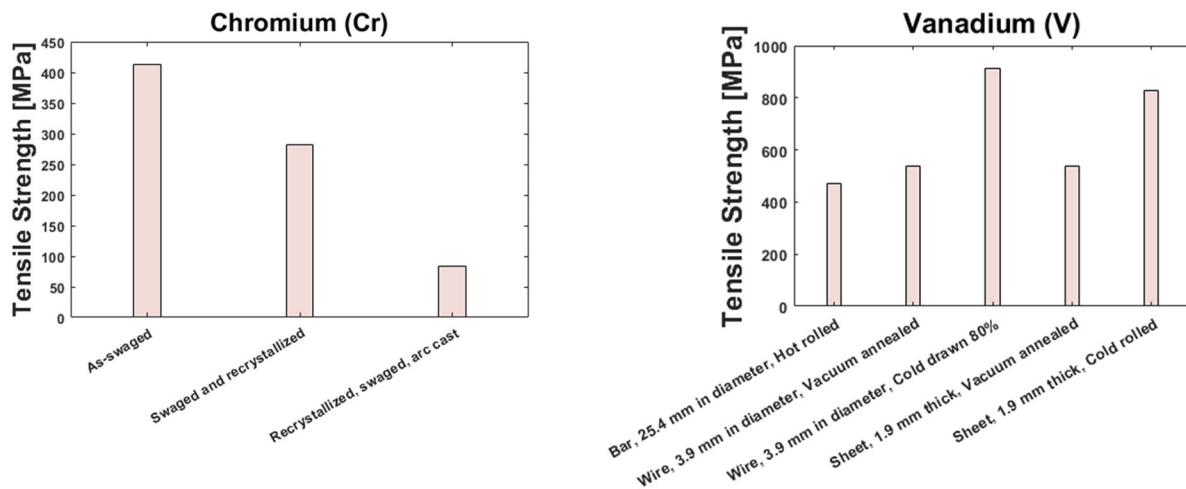 Chromium (Cr)
Tensile Strength [MPa]
450
400
350
300
250
200
150
100
50
0
As-swaged
Swaged and recrystallized
Recrystallized, swaged, arc cast
Vanadium (V)
Tensile Strength [MPa]
1000
800
600
400
200
0
Bar, 25.4 mm in diameter, Hot rolled
Wire, 3.9 mm in diameter, Vacuum annealed
Wire, 3.9 mm in diameter, Cold drawn 80%
Sheet, 1.9 mm thick, Vacuum annealed
Sheet, 1.9 mm thick, Cold rolled